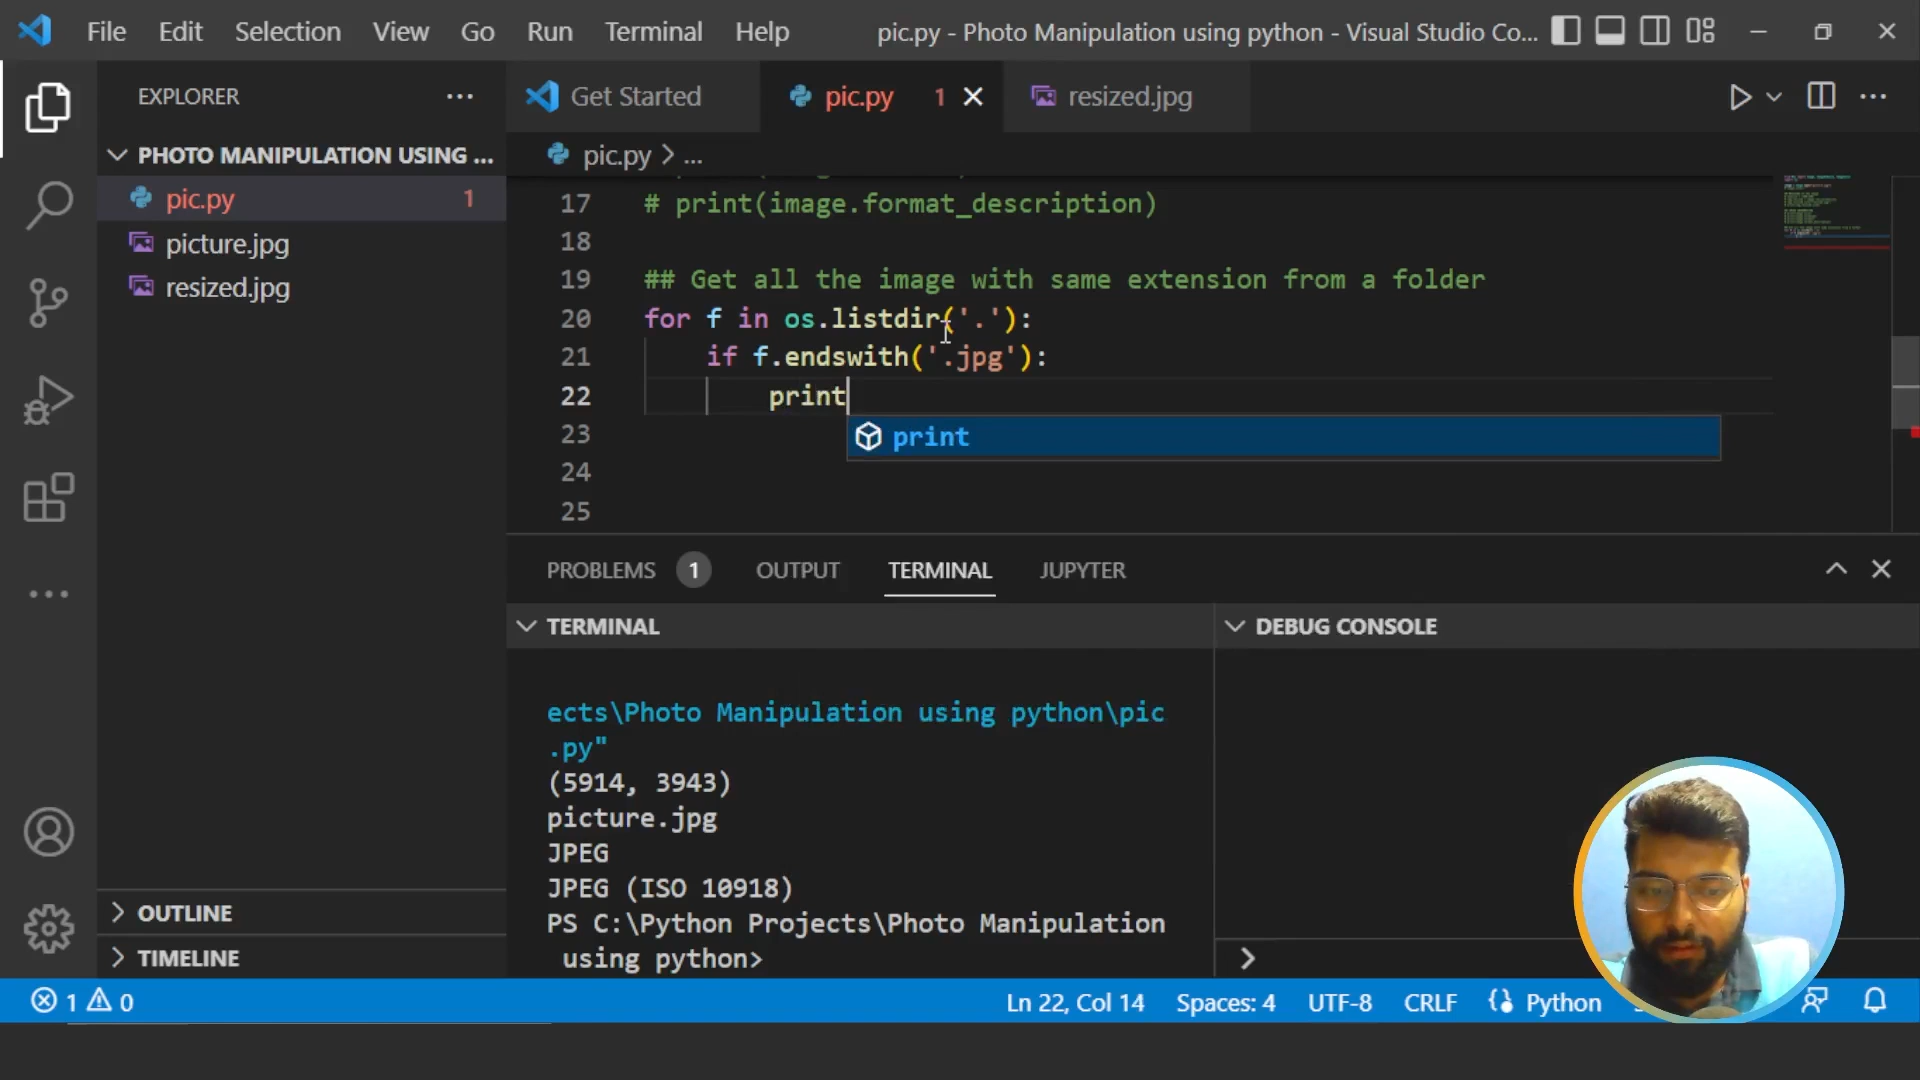 File Edit Selection View Go Run Terminal Help pic.py - Photo Manipulation using python - Visual Studio Co...
EXPLORER
PHOTO MANIPULATION USING ...
pic.py 1
picture.jpg
resized.jpg
OUTLINE
TIMELINE
Get Started pic.py 1 resized.jpg
pic.py > ...
17 # print(image.format_description)
18
19 ## Get all the image with same extension from a folder
20 for f in os.listdir('.'):
21 if f.endswith('.jpg'):
22 print
23 print
24
25
PROBLEMS 1 OUTPUT TERMINAL JUPYTER
TERMINAL
ects\Photo Manipulation using python\pic
.py"
(5914, 3943)
picture.jpg
JPEG
JPEG (ISO 10918)
PS C:\Python Projects\Photo Manipulation
using python>
DEBUG CONSOLE
>
1 0 Ln 22, Col 14 Spaces: 4 UTF-8 CRLF Python